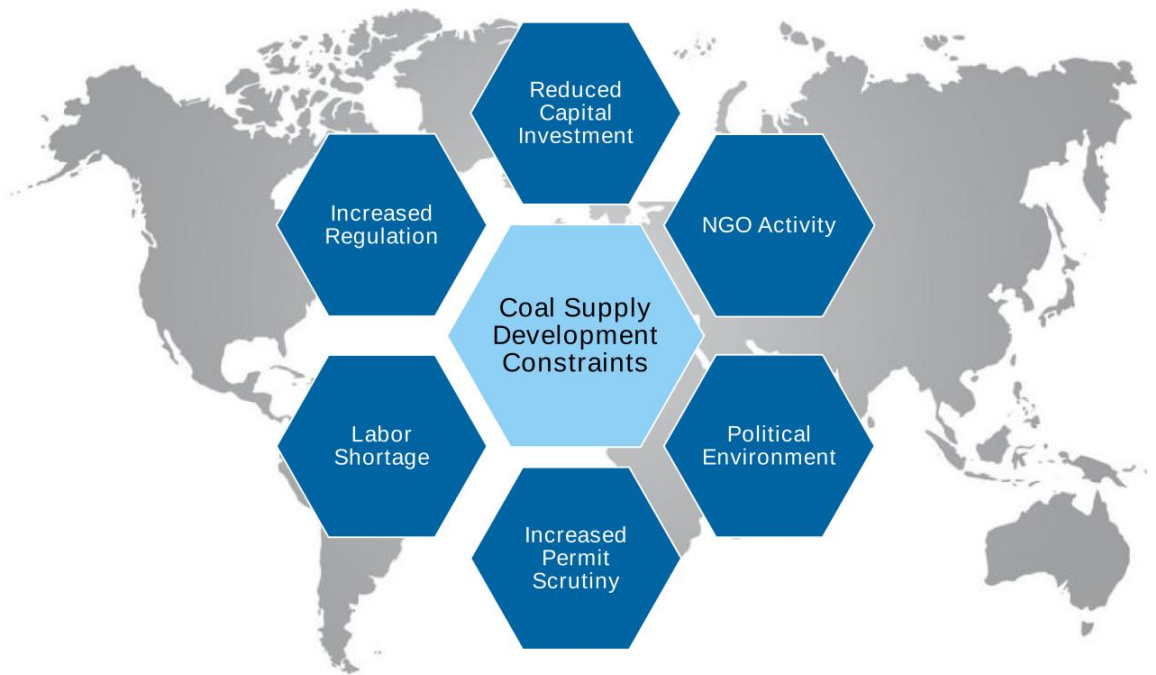 Reduced
Capital
Investment
Increased
Regulation
NGO Activity
Coal Supply
Development
Constraints
Labor
Shortage
Political
Environment
Increased
Permit
Scrutiny